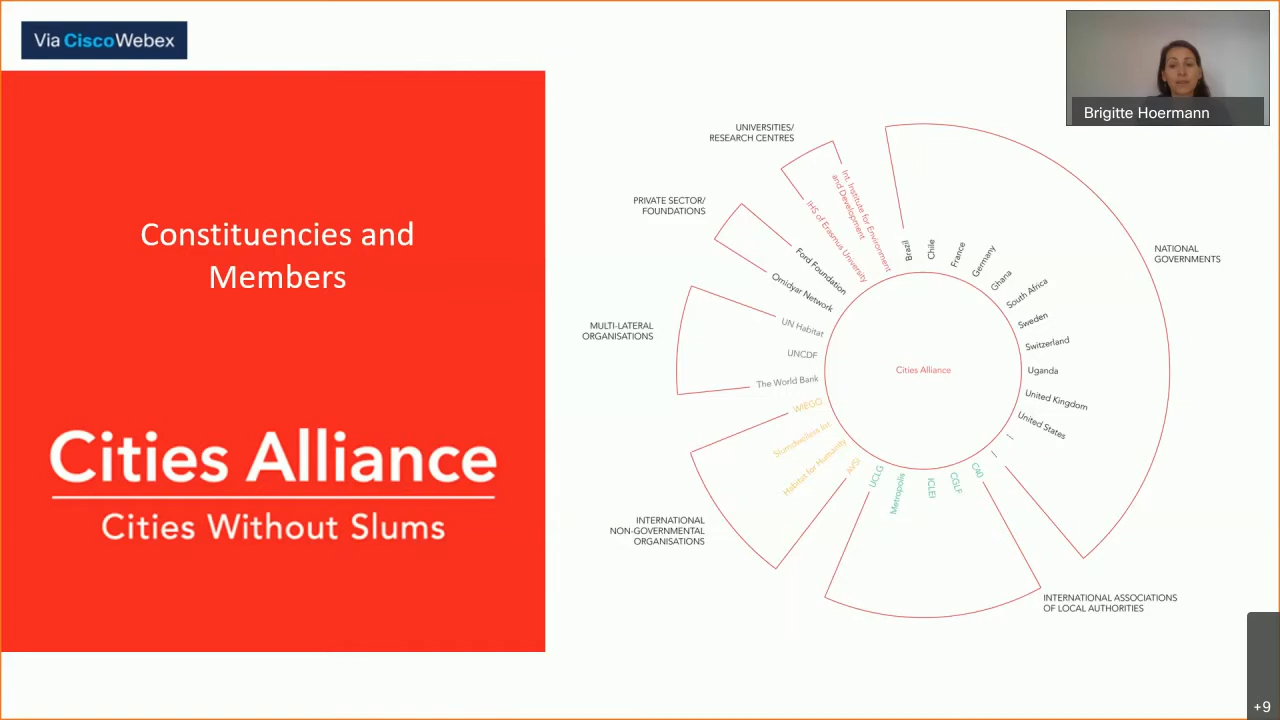 Via CiscoWebex
Brigitte Hoermann
Constituencies and
Members
Cities Alliance
Cities Without Slums
UNIVERSITIES/
RESEARCH CENTRES
Int. Institute for Environment
and Development
IHS of Erasmus University
PRIVATE SECTOR/
FOUNDATIONS
Ford Foundation
Omidyar Network
MULTI-LATERAL
ORGANISATIONS
UN Habitat
UNCDF
The World Bank
INTERNATIONAL
NON-GOVERNMENTAL
ORGANISATIONS
WIEGO
Slumdwellers Int.
Habitat for Humanity
AVSI
INTERNATIONAL ASSOCIATIONS
OF LOCAL AUTHORITIES
UCLG
Metropolis
ICLEI
CGLF
C40
NATIONAL
GOVERNMENTS
Brazil
Chile
France
Germany
Ghana
South Africa
Sweden
Switzerland
Uganda
United Kingdom
United States
Cities Alliance
+9